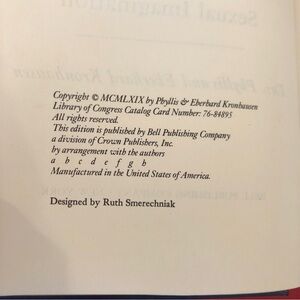 Copyright © MCMLXIX by Phyllis & Eberhard Kronhausen
Library of Congress Catalog Card Number: 76-84895
All rights reserved.
This edition is published by Bell Publishing Company
a division of Crown Publishers, Inc.
by arrangement with the authors
a b c d e f g h
Manufactured in the United States of America.
Designed by Ruth Smerechniak